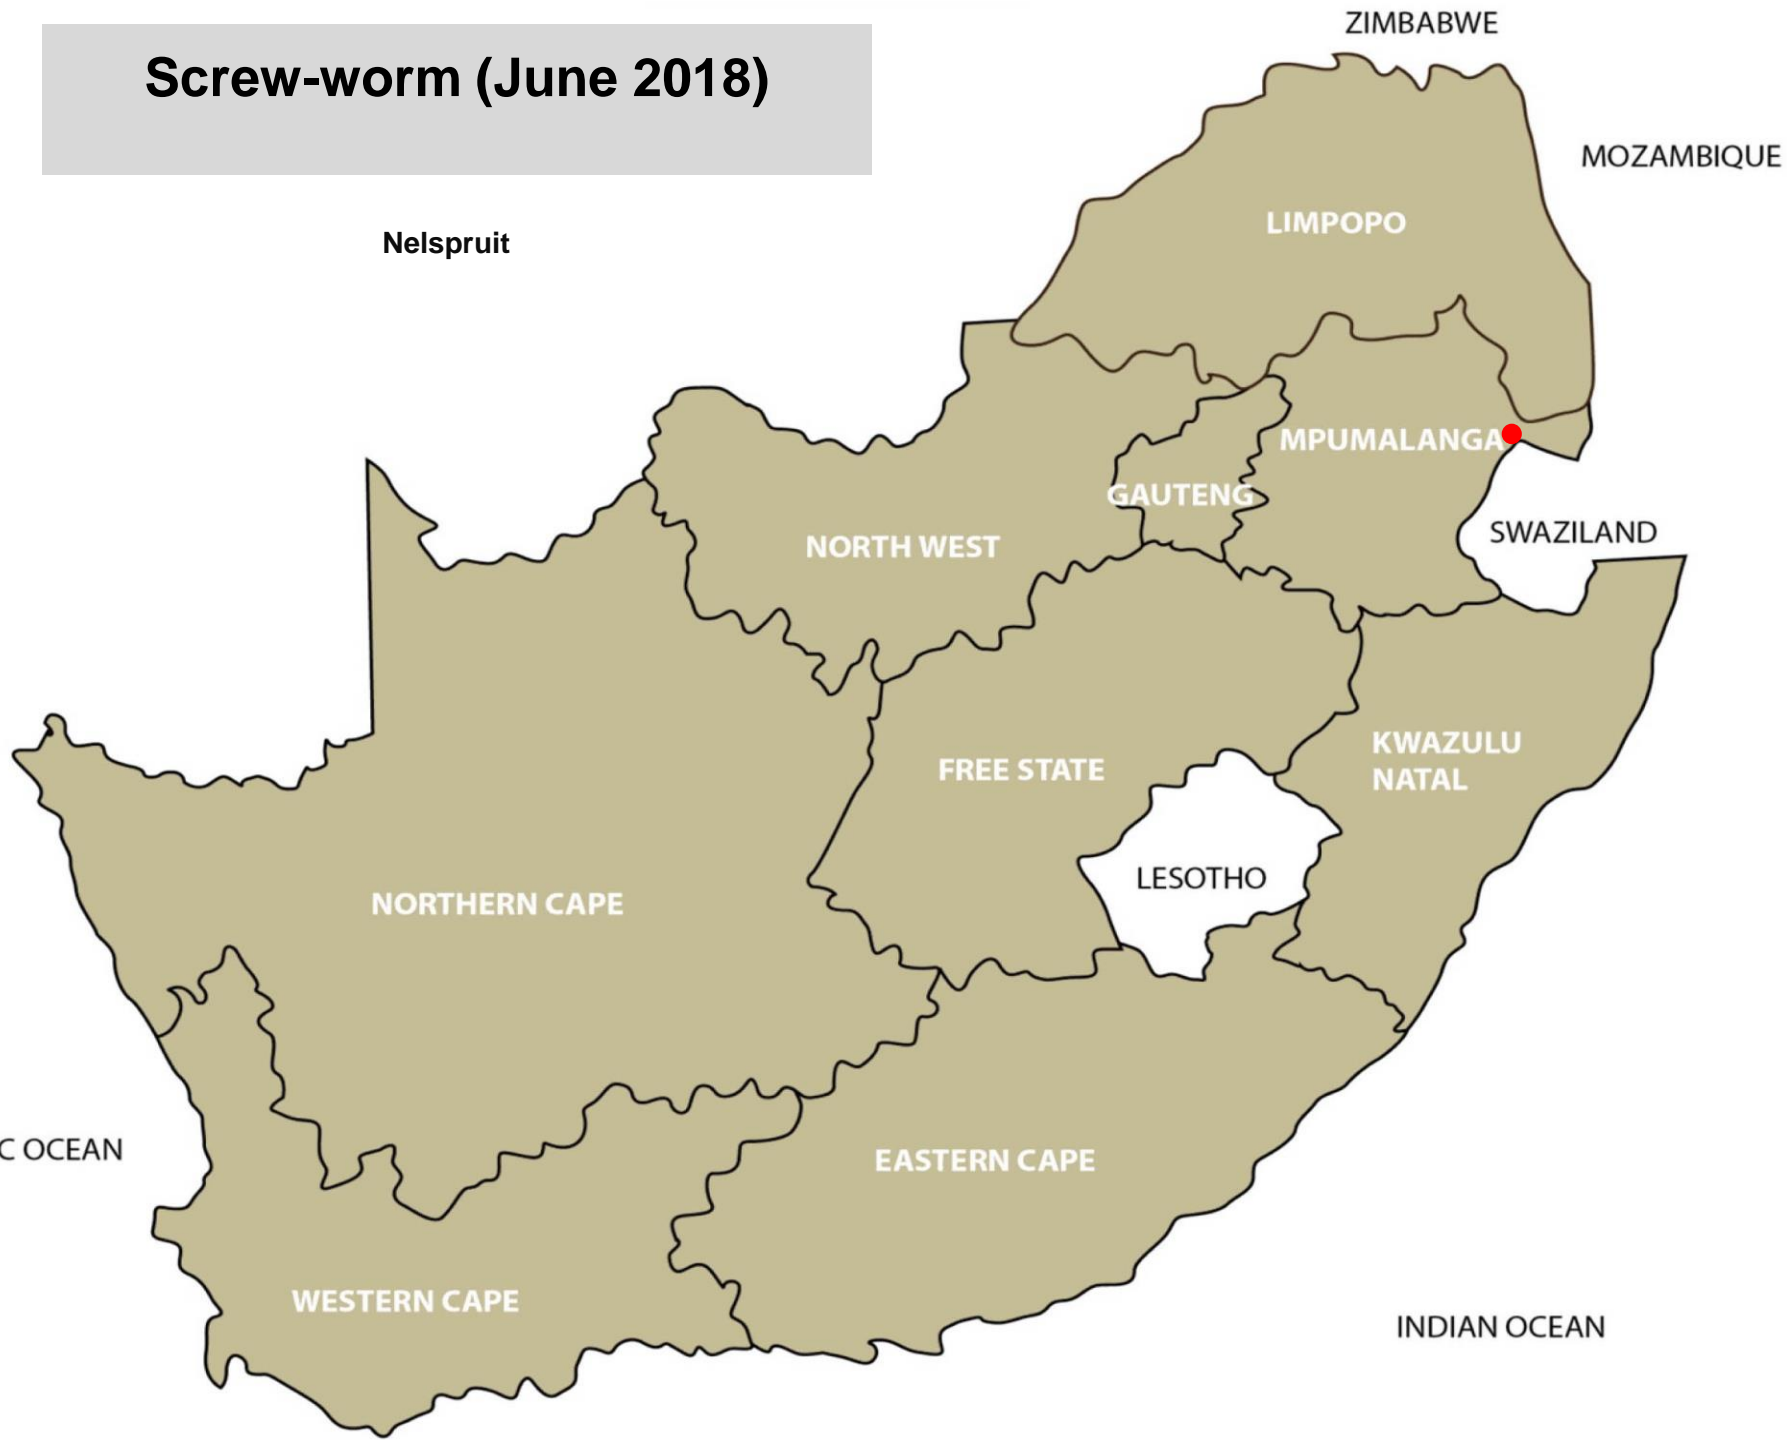 Screw-worm (June 2018)
Nelspruit
ZIMBABWE
MOZAMBIQUE
LIMPOPO
MPUMALANGA
GAUTENG
NORTH WEST
SWAZILAND
KWAZULU
NATAL
FREE STATE
LESOTHO
NORTHERN CAPE
C OCEAN
EASTERN CAPE
WESTERN CAPE
INDIAN OCEAN